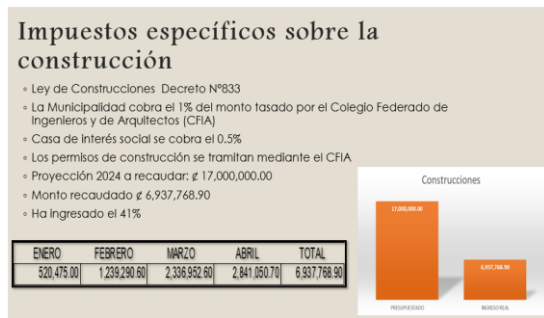 Impuestos específicos sobre la
construcción
◦ Ley de Construcciones Decreto N°833
◦ La Municipalidad cobra el 1% del monto tasado por el Colegio Federado de
Ingenieros y de Arquitectos (CFIA)
◦ Casa de interés social se cobra el 0.5%
◦ Los permisos de construcción se tramitan mediante el CFIA
◦ Proyección 2024 a recaudar: ₡ 17,000,000.00
◦ Monto recaudado ₡ 6,937,768.90
◦ Ha ingresado el 41%
ENERO FEBRERO MARZO ABRIL TOTAL
520,475.00 1,239,290.60 2,336,952.60 2,841,050.70 6,937,768.90
Construcciones
17,000,000.00
6,937,768.90
PRESUPUESTADO INGRESO REAL